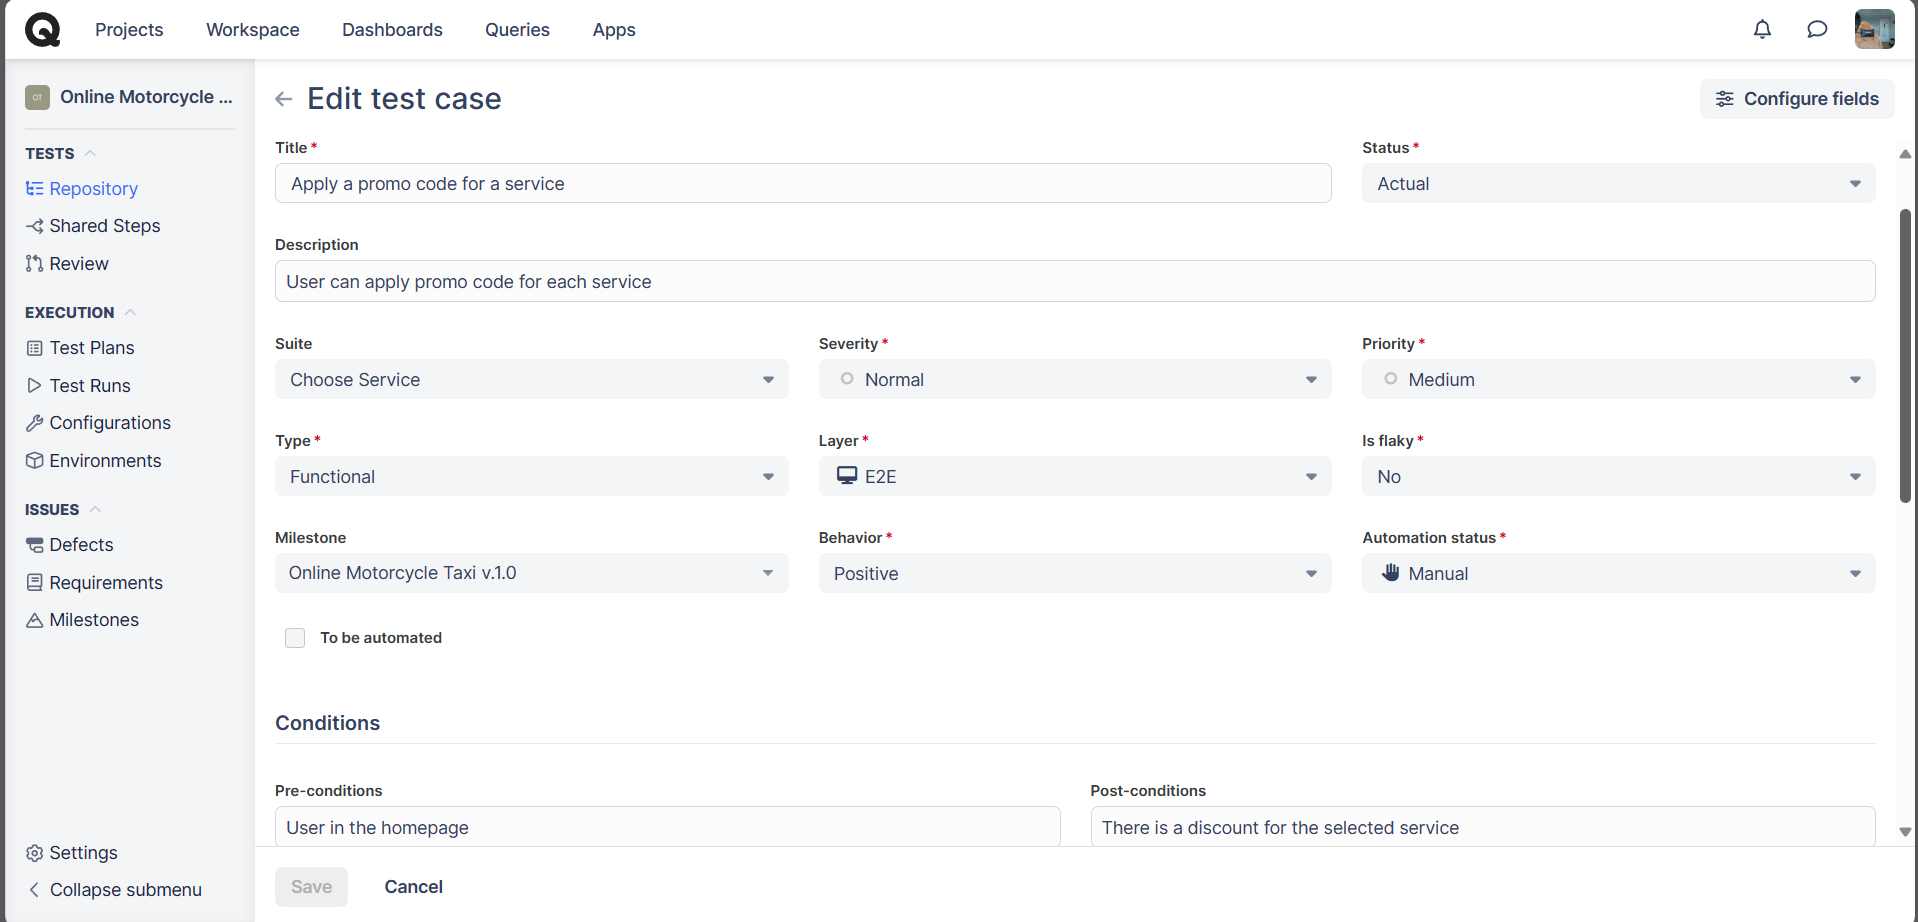 Projects Workspace Dashboards Queries Apps
OT Online Motorcycle ...
TESTS
Repository
Shared Steps
Review
EXECUTION
Test Plans
Test Runs
Configurations
Environments
ISSUES
Defects
Requirements
Milestones
Settings
Collapse submenu
Edit test case
Configure fields
Title * Status *
Apply a promo code for a service Actual
Description
User can apply promo code for each service
Suite Severity * Priority *
Choose Service Normal Medium
Type * Layer * Is flaky *
Functional E2E No
Milestone Behavior * Automation status *
Online Motorcycle Taxi v.1.0 Positive Manual
To be automated
Conditions
Pre-conditions Post-conditions
User in the homepage There is a discount for the selected service
Save Cancel